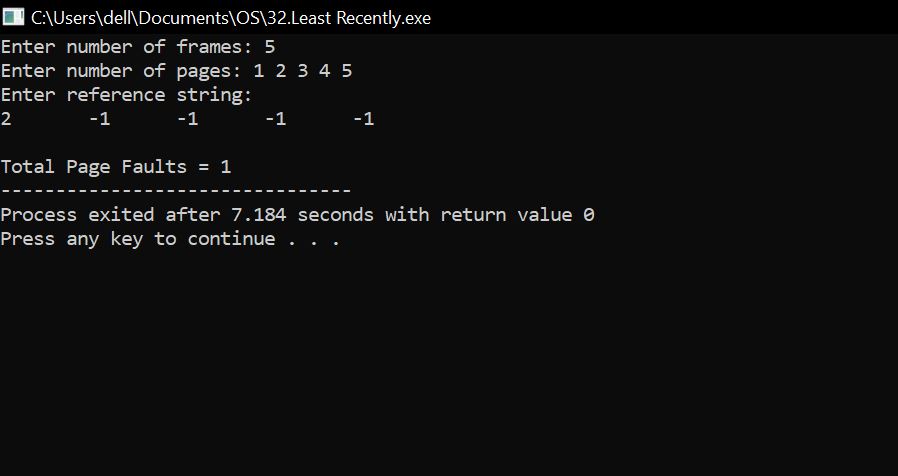 C:\Users\dell\Documents\OS\32.Least Recently.exe
Enter number of frames: 5
Enter number of pages: 1 2 3 4 5
Enter reference string:
2       -1      -1      -1      -1
Total Page Faults = 1
--------------------------------
Process exited after 7.184 seconds with return value 0
Press any key to continue . . .